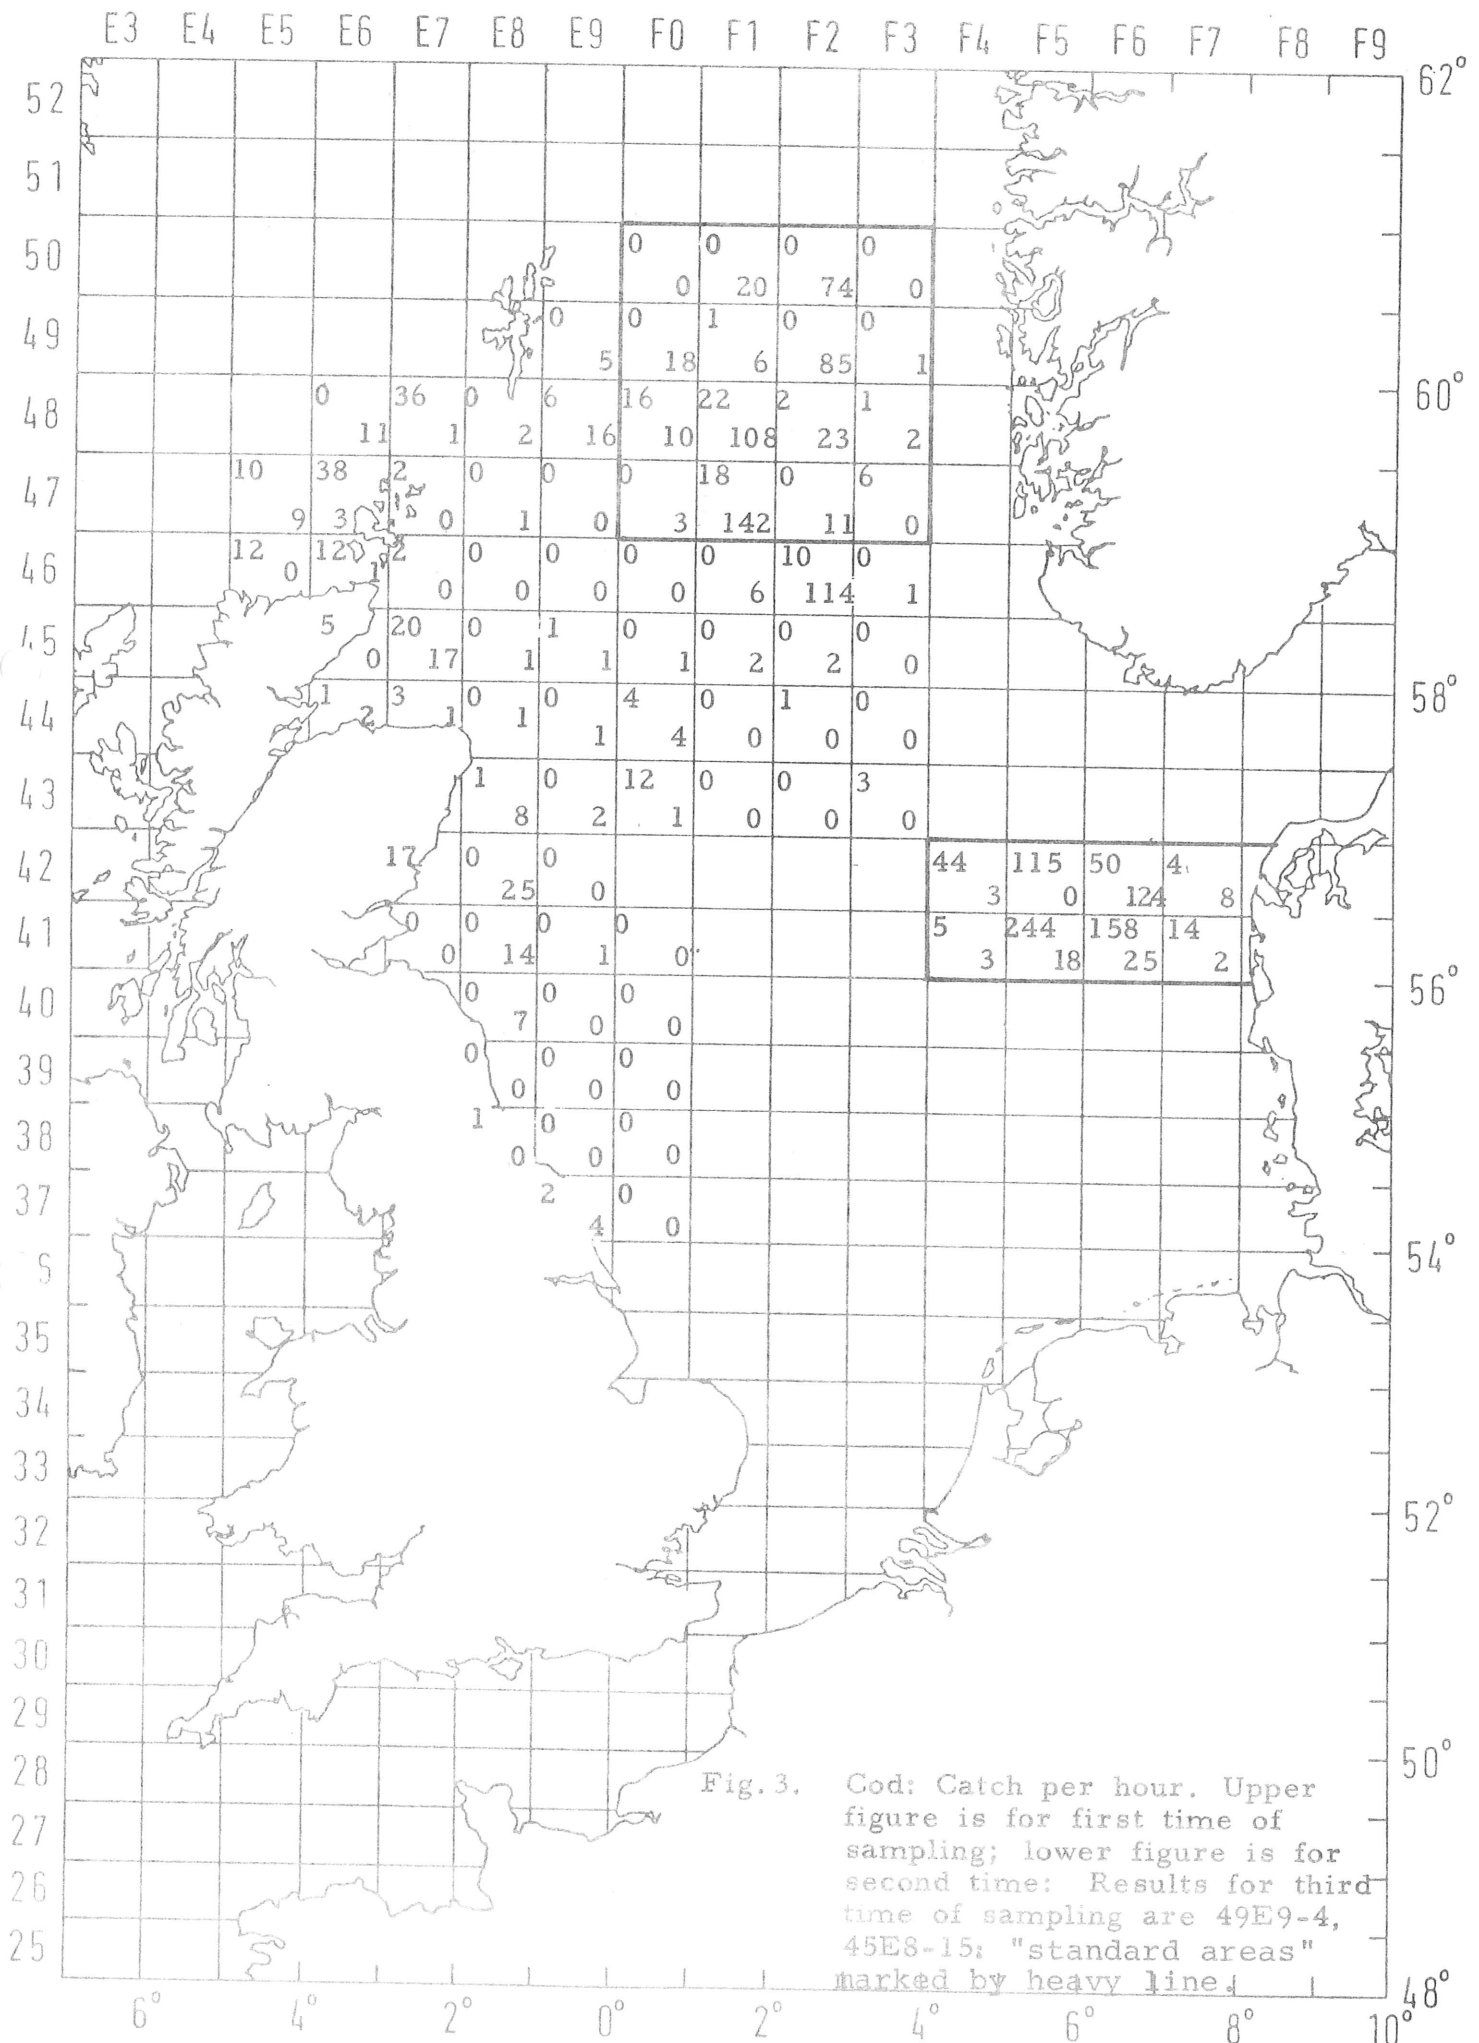 E3 E4 E5 E6 E7 E8 E9 F0 F1 F2 F3 F4 F5 F6 F7 F8 F9
62°
52
51
50 0 0 0 0
0 20 74 0
49 0 0 1 0 0
5 18 6 85 1
60°
48 0 36 0 6 16 22 2 1
11 1 2 16 10 108 23 2
47 10 38 2 0 0 0 18 0 6
9 3 0 1 0 3 142 11 0
46 12 12 2 0 0 0 0 10 0
0 1 0 0 0 0 6 114 1
45 5 20 0 1 0 0 0 0
0 17 1 1 1 2 2 0
58°
44 1 3 0 0 4 0 1 0
2 1 1 1 4 0 0 0
43 1 0 12 0 0 3
8 2 1 0 0 0
42 17 0 0 44 115 50 4
25 0 3 0 124 8
41 0 0 0 0 5 244 158 14
0 14 1 0 3 18 25 2
56°
40 0 0 0
7 0 0
39 0 0 0
0 0 0
38 1 0 0
0 0 0
37 2 0
4 0
54°
6
35
34
33
52°
32
31
30
29
50°
28
27
26
25
Fig. 3. Cod: Catch per hour. Upper
figure is for first time of
sampling; lower figure is for
second time: Results for third
time of sampling are 49E9-4,
45E8-15; "standard areas"
marked by heavy line.
48°
6° 4° 2° 0° 2° 4° 6° 8° 10°